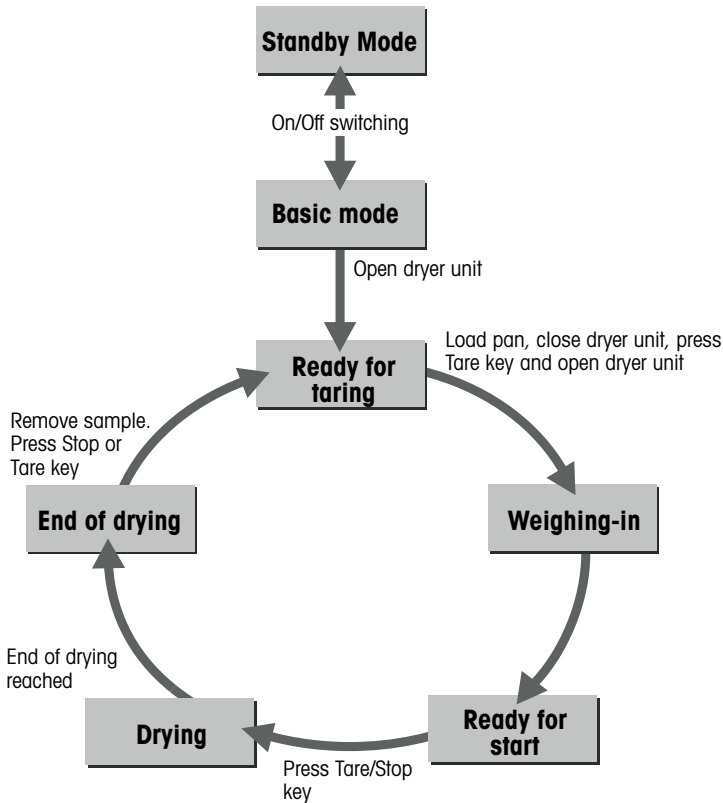 Standby Mode
On/Off switching
Basic mode
Open dryer unit
Ready for
taring
Load pan, close dryer unit, press
Tare key and open dryer unit
Remove sample.
Press Stop or
Tare key
End of drying
Weighing-in
End of drying
reached
Drying
Ready for
start
Press Tare/Stop
key